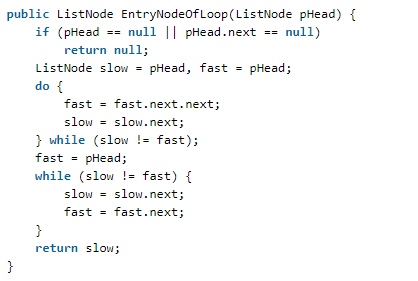 public ListNode EntryNodeOfLoop(ListNode pHead) {
    if (pHead == null || pHead.next == null)
        return null;
    ListNode slow = pHead, fast = pHead;
    do {
        fast = fast.next.next;
        slow = slow.next;
    } while (slow != fast);
    fast = pHead;
    while (slow != fast) {
        slow = slow.next;
        fast = fast.next;
    }
    return slow;
}